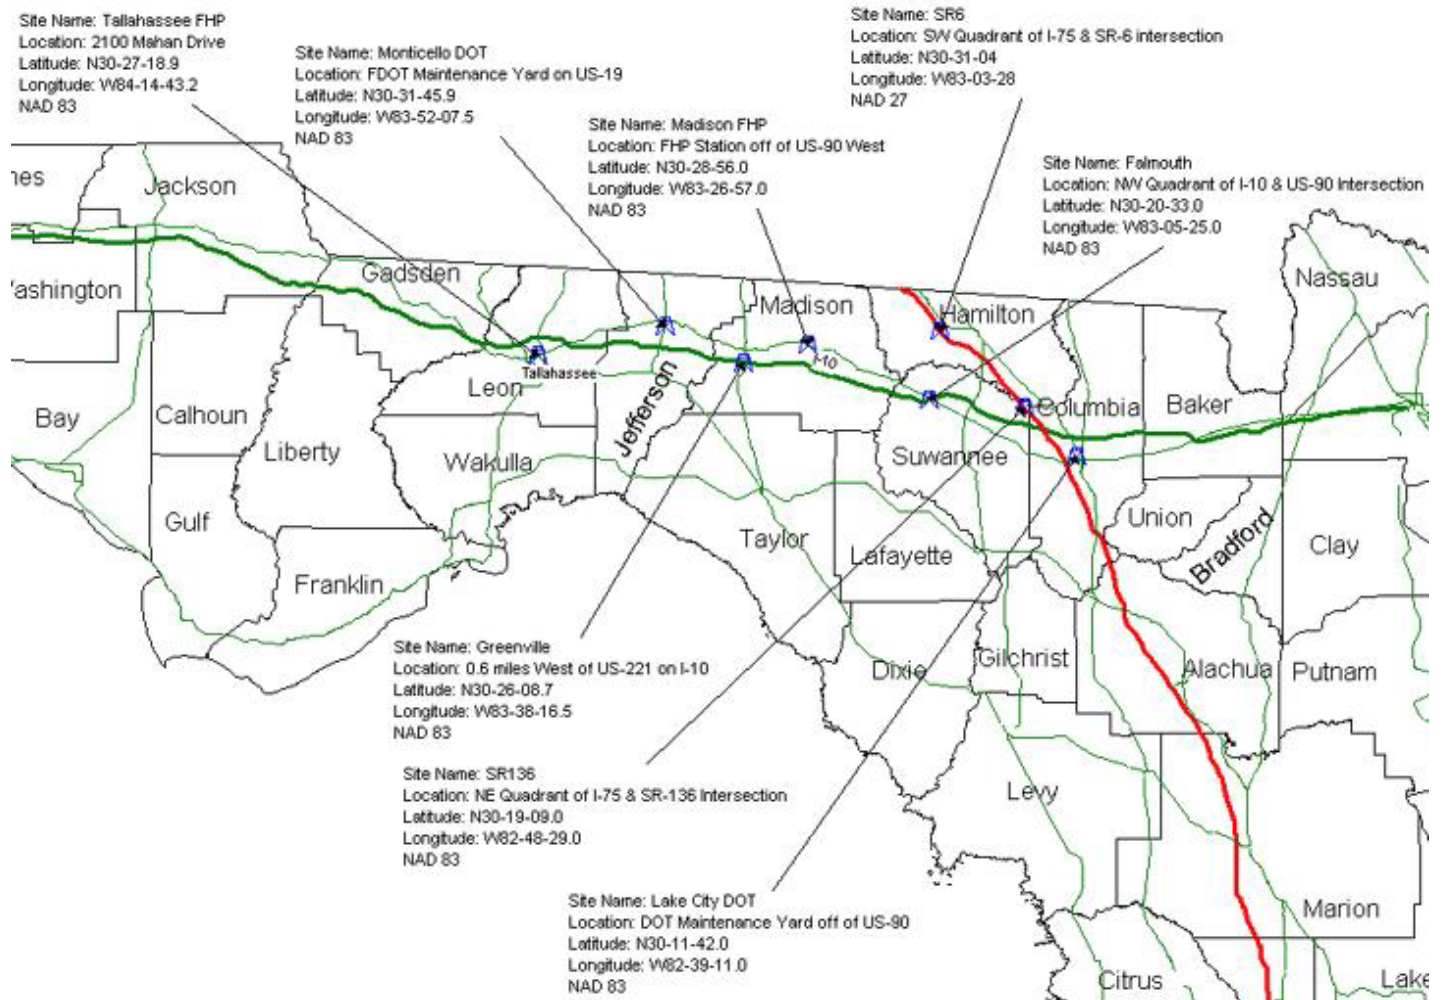 Site Name: Tallahassee FHP
Location: 2100 Mahan Drive
Latitude: N30-27-18.9
Longitude: W84-14-43.2
NAD 83
Site Name: Monticello DOT
Location: FDOT Maintenance Yard on US-19
Latitude: N30-31-45.9
Longitude: W83-52-07.5
NAD 83
Site Name: Madison FHP
Location: FHP Station off of US-90 West
Latitude: N30-28-56.0
Longitude: W83-26-57.0
NAD 83
Site Name: SR6
Location: SW Quadrant of I-75 & SR-6 intersection
Latitude: N30-31-04
Longitude: W83-03-28
NAD 27
Site Name: Falmouth
Location: NW Quadrant of I-10 & US-90 Intersection
Latitude: N30-20-33.0
Longitude: W83-05-25.0
NAD 83
nes
Jackson
ashington
Gadsden
Madison
Hamilton
Nassau
I-10
Tallahassee
Leon
Jefferson
Bay
Calhoun
Liberty
Wakulla
Suwannee
Columbia
Baker
Gulf
Franklin
Taylor
Lafayette
Union
Bradford
Clay
Dixie
Gilchrist
Alachua
Putnam
Levy
Marion
Citrus
Lake
Site Name: Greenville
Location: 0.6 miles West of US-221 on I-10
Latitude: N30-26-08.7
Longitude: W83-38-16.5
NAD 83
Site Name: SR136
Location: NE Quadrant of I-75 & SR-136 Intersection
Latitude: N30-19-09.0
Longitude: W82-48-29.0
NAD 83
Site Name: Lake City DOT
Location: DOT Maintenance Yard off of US-90
Latitude: N30-11-42.0
Longitude: W82-39-11.0
NAD 83